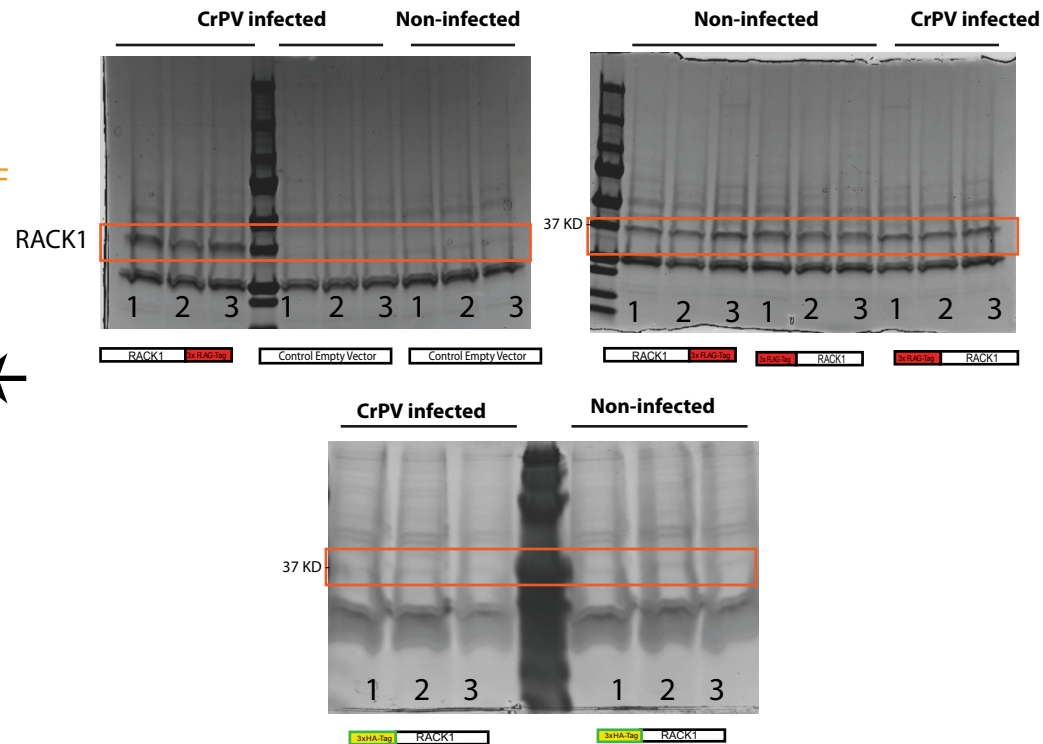 CrPV infected Non-infected
Non-infected CrPV infected
RACK1
1 2 3 1 2 3 1 2 3
RACK1 3x FLAG-Tag
Control Empty Vector
Control Empty Vector
37 KD
1 2 3 1 2 3 1 2 3
RACK1 3x FLAG-Tag
3x FLAG-Tag RACK1
3x FLAG-Tag RACK1
CrPV infected Non-infected
37 KD
1 2 3 1 2 3
3xHA-Tag RACK1
3xHA-Tag RACK1